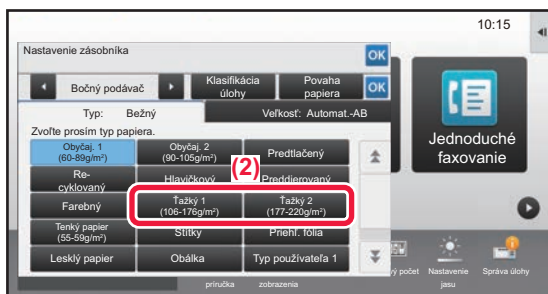 10:15
Nastavenie zásobníka
OK
Bočný podávač
Klasifikácia
úlohy
Povaha
papiera
OK
Typ: Bežný
Veľkosť: Automat.-AB
Zvoľte prosím typ papiera.
Obyčaj. 1
(60-89g/m²)
Obyčaj. 2
(90-105g/m²)
Predtlačený
Re-
cyklovaný
Hlavičkový
(2)
Preddierovaný
Farebný
Ťažký 1
(106-176g/m²)
Ťažký 2
(177-220g/m²)
Tenký papier
(55-59g/m²)
Štítky
Priehľ. fólia
Lesklý papier
Obálka
Typ používateľa 1
Jednoduché
faxovanie
počet
Nastavenie
jasu
Správa úlohy
príručka
zobrazenia